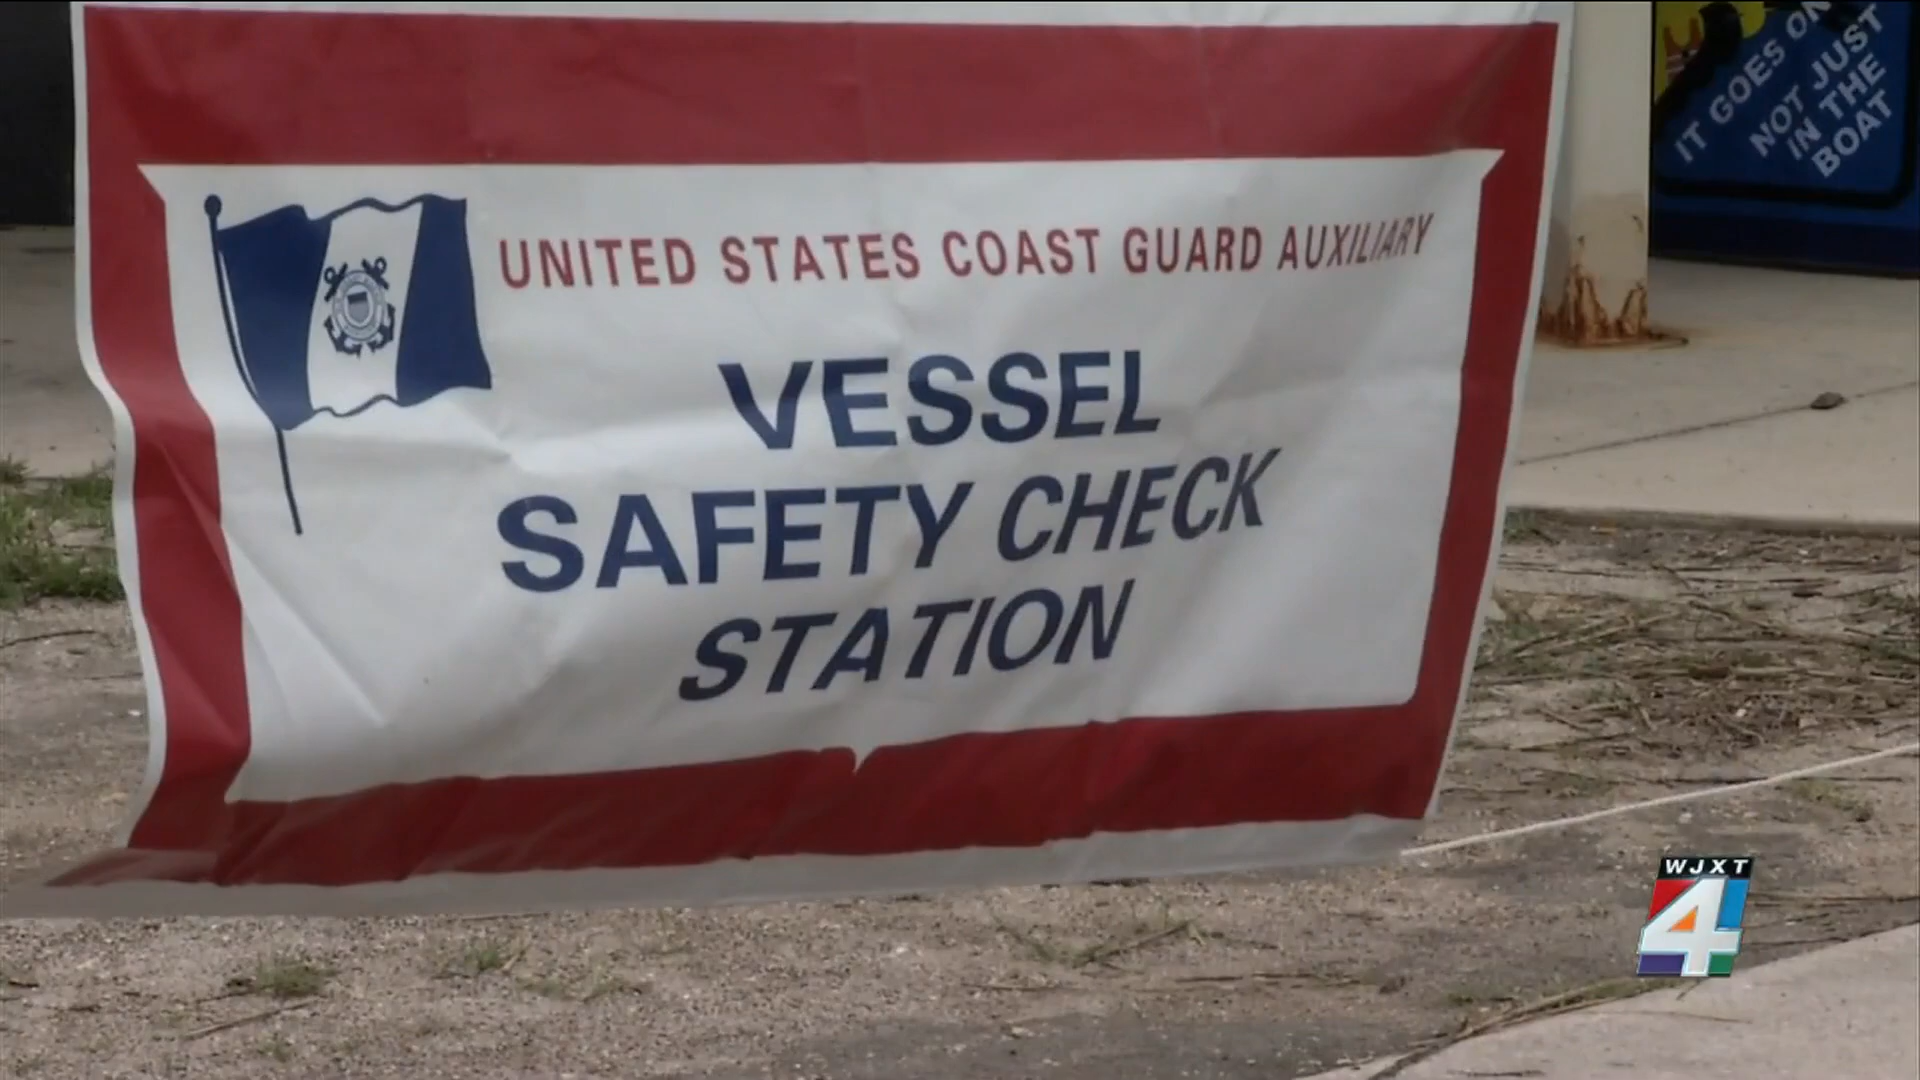 IT GOES ON
NOT JUST
IN THE
BOAT
UNITED STATES COAST GUARD AUXILIARY
VESSEL
SAFETY CHECK
STATION
WJXT
4